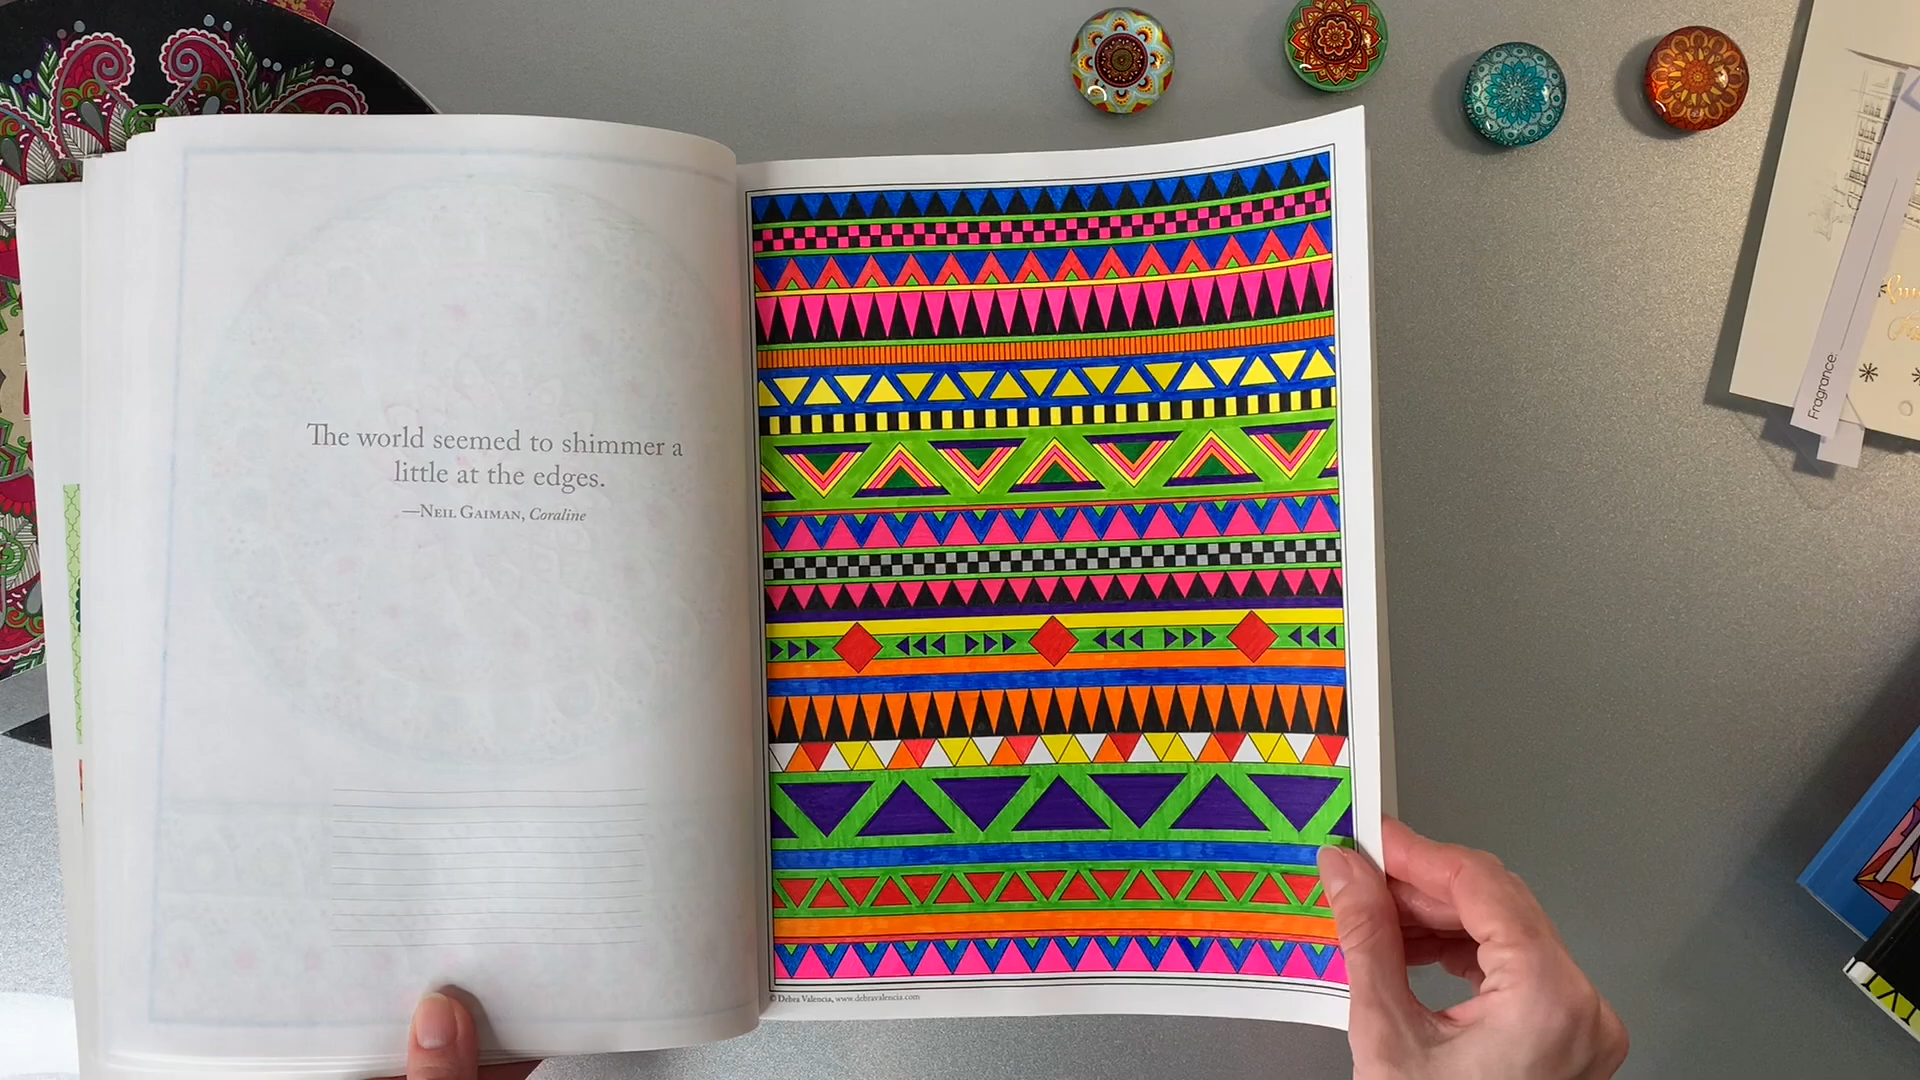 The world seemed to shimmer a
little at the edges.
—Neil Gaiman, Coraline
© Debra Valencia, www.debravalencia.com
Fragrance: